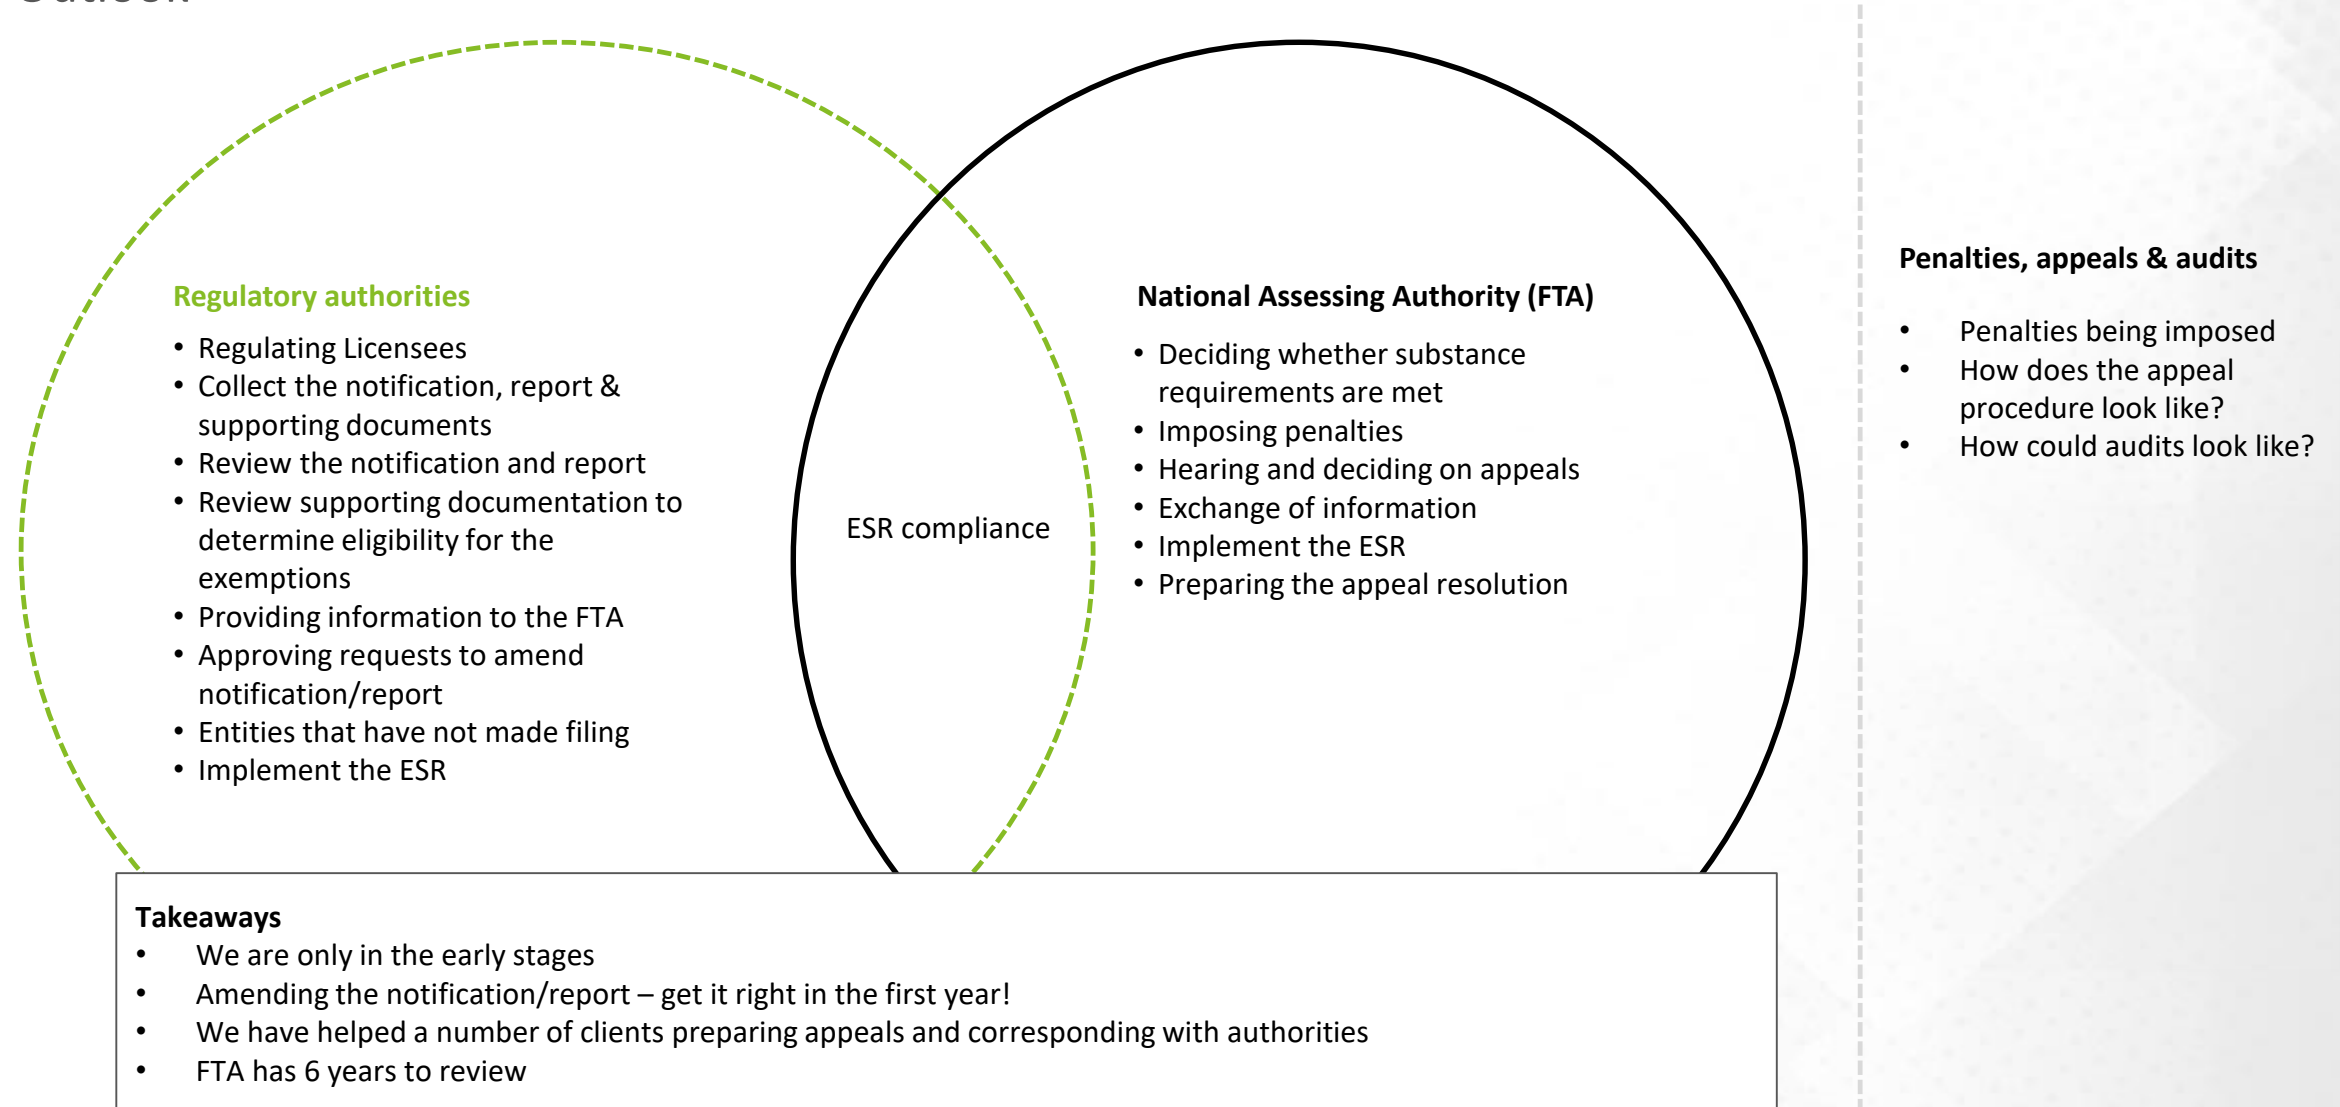 Regulatory authorities
• Regulating Licensees
• Collect the notification, report &
supporting documents
• Review the notification and report
• Review supporting documentation to
determine eligibility for the
exemptions
• Providing information to the FTA
• Approving requests to amend
notification/report
• Entities that have not made filing
• Implement the ESR
ESR compliance
National Assessing Authority (FTA)
• Deciding whether substance
requirements are met
• Imposing penalties
• Hearing and deciding on appeals
• Exchange of information
• Implement the ESR
• Preparing the appeal resolution
Penalties, appeals & audits
• Penalties being imposed
• How does the appeal
procedure look like?
• How could audits look like?
Takeaways
• We are only in the early stages
• Amending the notification/report – get it right in the first year!
• We have helped a number of clients preparing appeals and corresponding with authorities
• FTA has 6 years to review